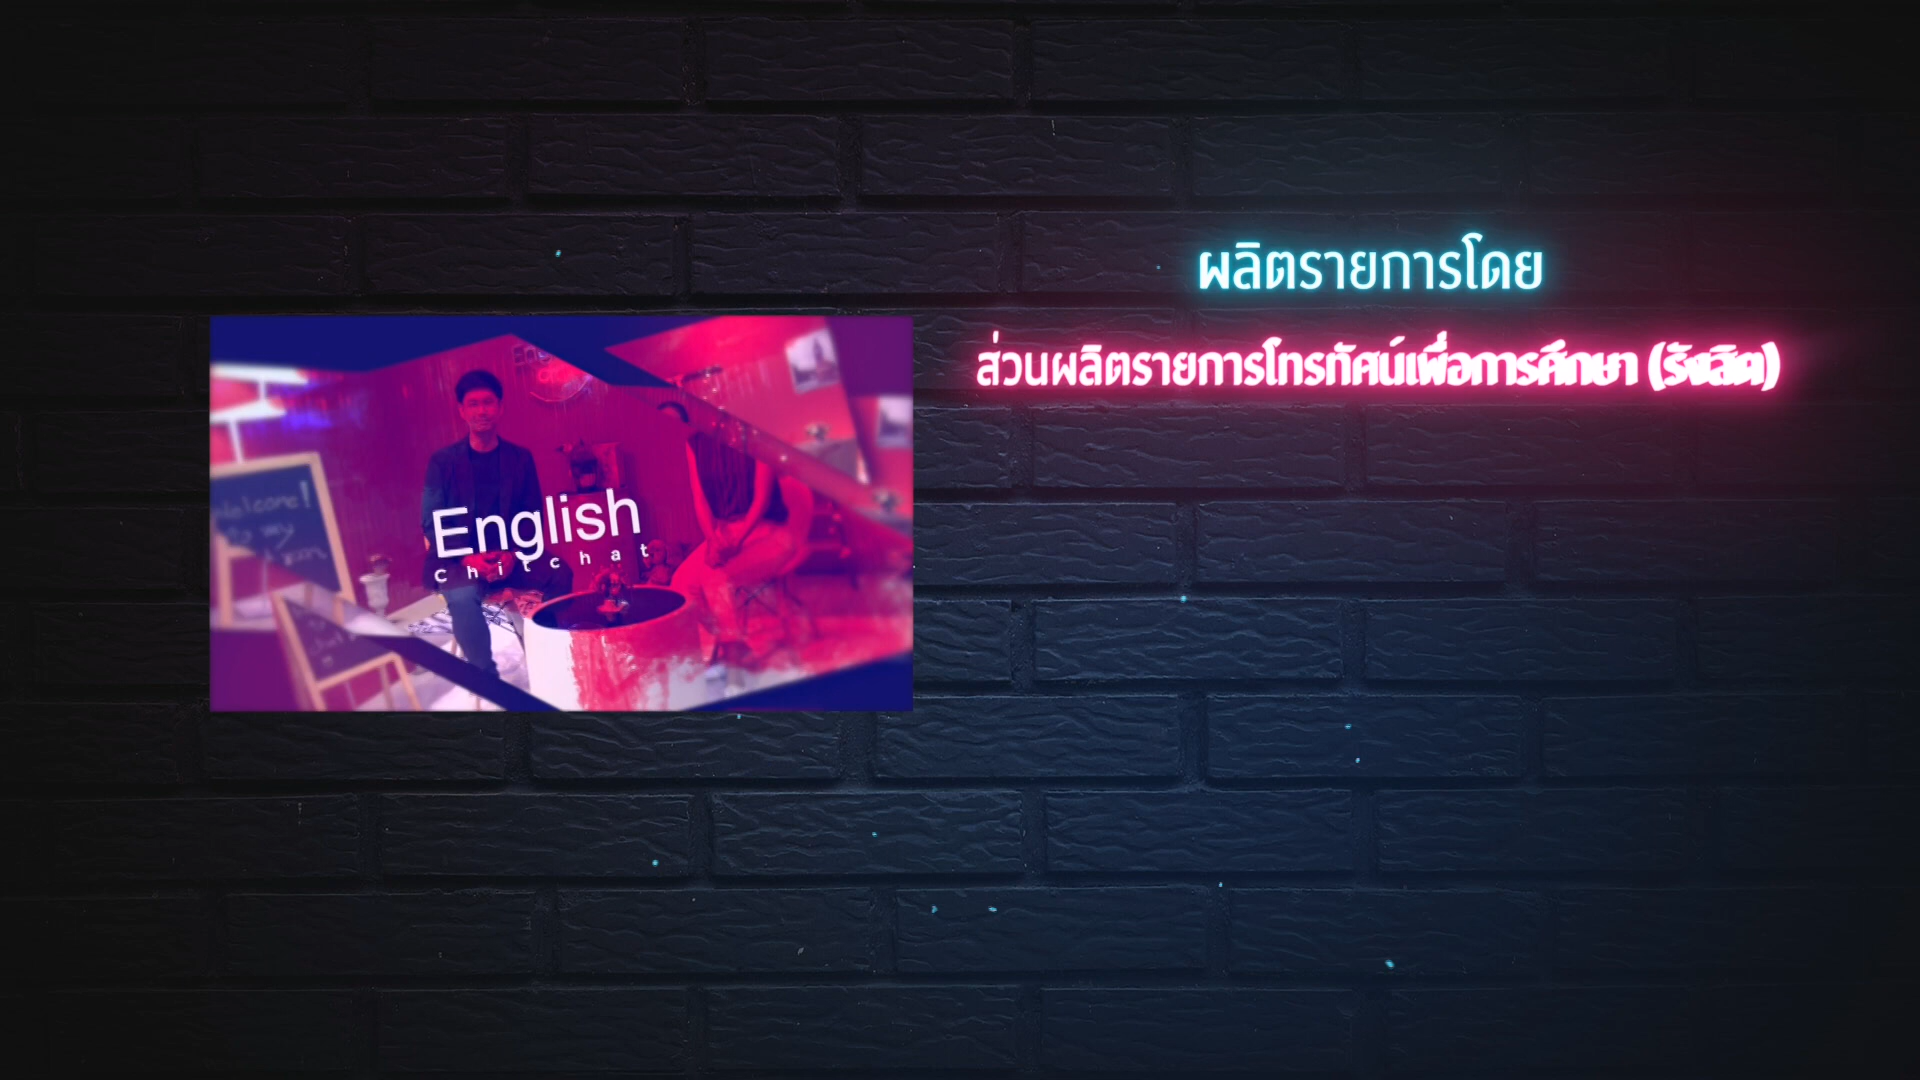 ผลิตรายการโดย
ส่วนผลิตรายการโทรทัศน์เพื่อการศึกษา (รังสิต)
English
Chitchat
Welcome!
my